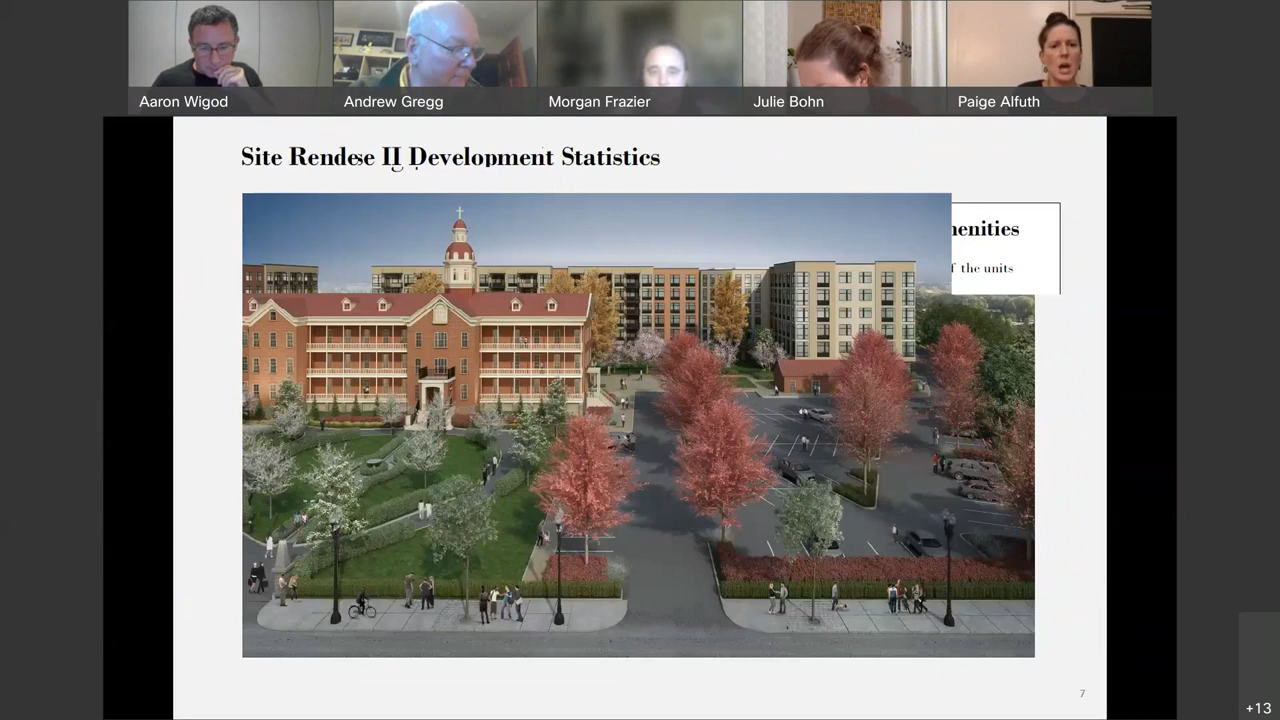 Aaron Wigod
Andrew Gregg
Morgan Frazier
Julie Bohn
Paige Alfuth
Site Rendese II Development Statistics
enities
the units
7
+13